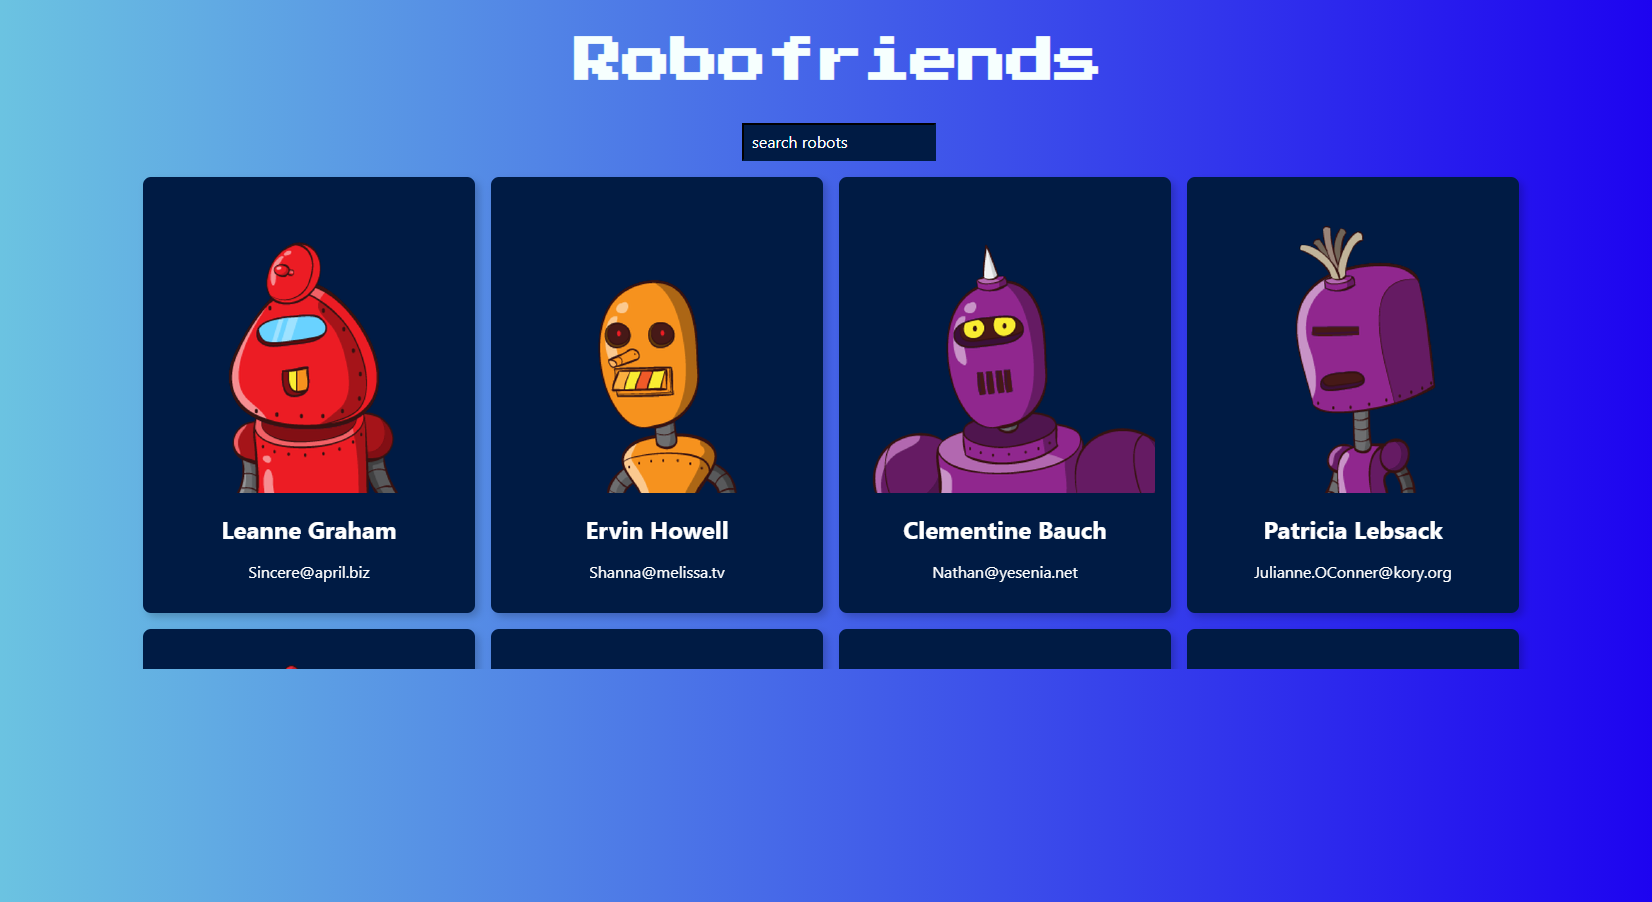 Robofriends
search robots
Leanne Graham
Sincere@april.biz
Ervin Howell
Shanna@melissa.tv
Clementine Bauch
Nathan@yesenia.net
Patricia Lebsack
Julianne.OConner@kory.org